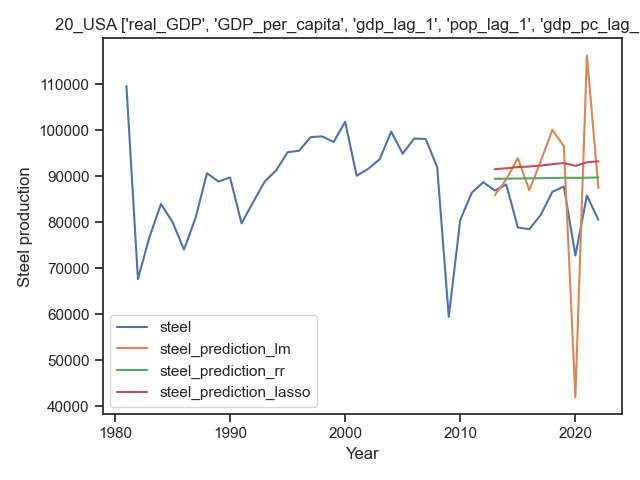 20_USA ['real_GDP', 'GDP_per_capita', 'gdp_lag_1', 'pop_lag_1', 'gdp_pc_lag_
110000
100000
90000
80000
70000
60000
50000
40000
Steel production
steel
steel_prediction_lm
steel_prediction_rr
steel_prediction_lasso
1980
1990
2000
2010
2020
Year